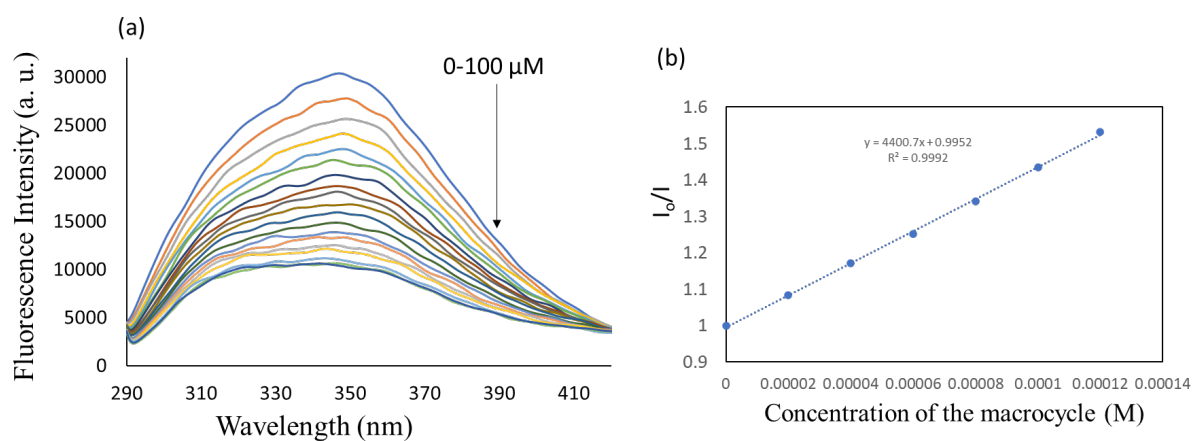 (a)
Fluorescence Intensity (a. u.)
30000
25000
20000
15000
10000
5000
0
0-100 μM
290 310 330 350 370 390 410
Wavelength (nm)
(b)
Io/I
1.6
1.5
1.4
1.3
1.2
1.1
1
0.9
y = 4400.7x + 0.9952
R² = 0.9992
0 0.00002 0.00004 0.00006 0.00008 0.0001 0.00012 0.00014
Concentration of the macrocycle (M)